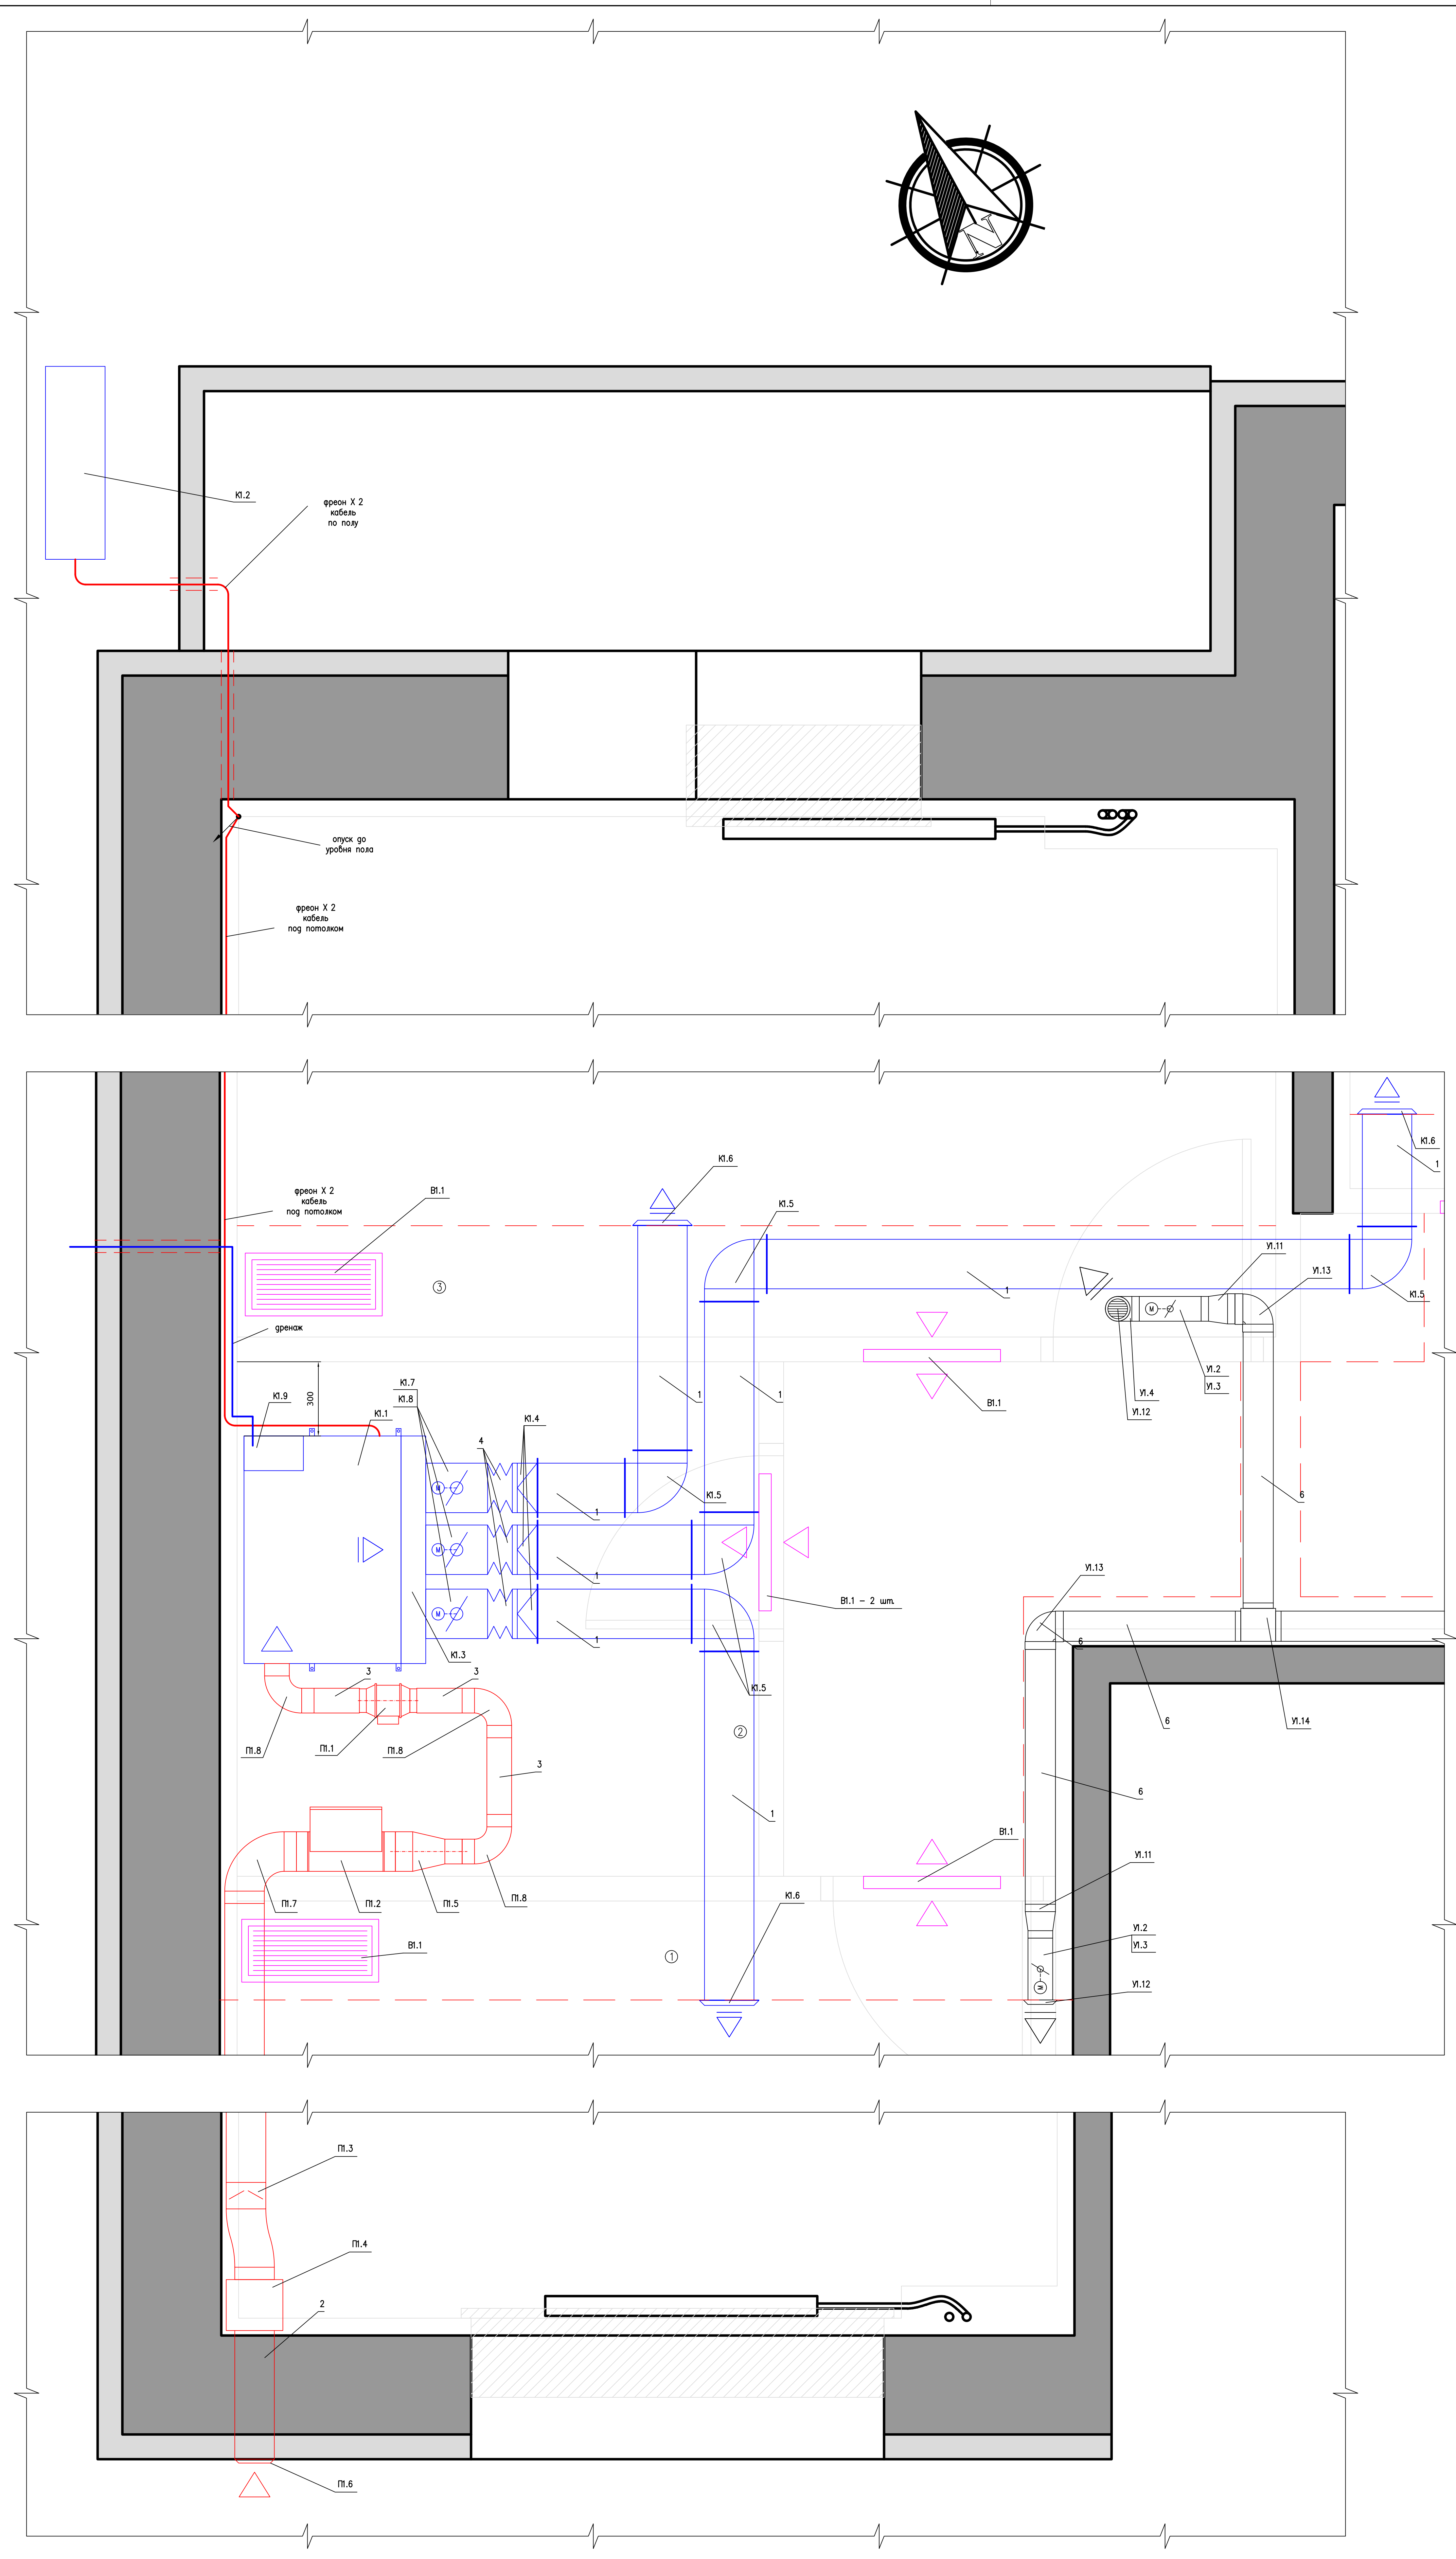 N
К1.2
фреон X 2
кабель
по полу
опуск до
уровня пола
фреон X 2
кабель
под потолком
К1.6
1
К1.6
В1.1
фреон X 2
кабель
под потолком
К1.5
У1.11
У1.13
3
1
К1.5
М
дренаж
У1.2
У1.3
У1.4
У1.12
К1.7
К1.8
К1.9
К1.1
300
К1.4
1
1
В1.1
4
М
К1.5
6
1
М
1
У1.13
В1.1 - 2 шт.
М
1
6
К1.3
3
3
К1.5
6
У1.14
П1.8
П1.1
П1.8
2
3
6
1
В1.1
У1.11
П1.7
П1.2
П1.5
П1.8
К1.6
У1.2
У1.3
В1.1
1
У1.12
М
П1.3
П1.4
2
П1.6